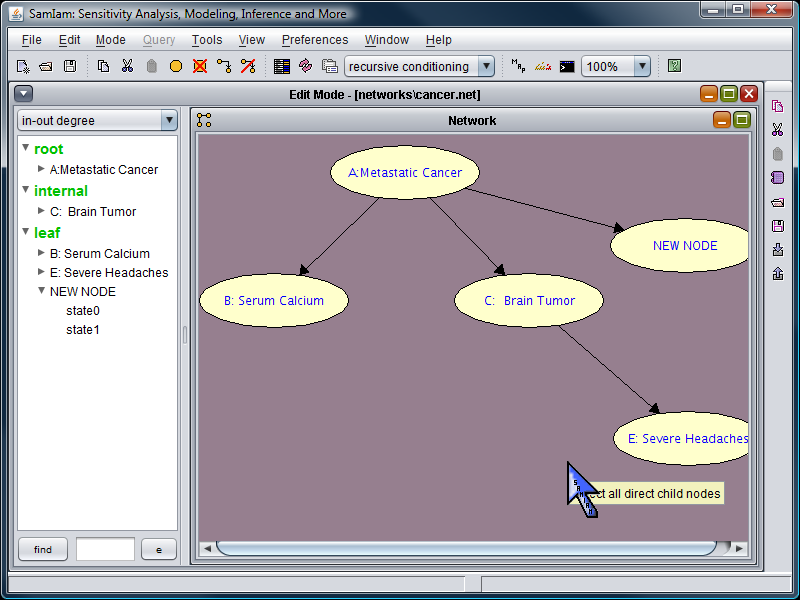 SamIam: Sensitivity Analysis, Modeling, Inference and More
File Edit Mode Query Tools View Preferences Window Help
recursive conditioning MAP 100%
Edit Mode - [networks\cancer.net]
in-out degree
Network
root
A:Metastatic Cancer
internal
C: Brain Tumor
leaf
B: Serum Calcium
E: Severe Headaches
NEW NODE
state0
state1
A:Metastatic Cancer
NEW NODE
B: Serum Calcium
C: Brain Tumor
E: Severe Headaches
all direct child nodes
find e